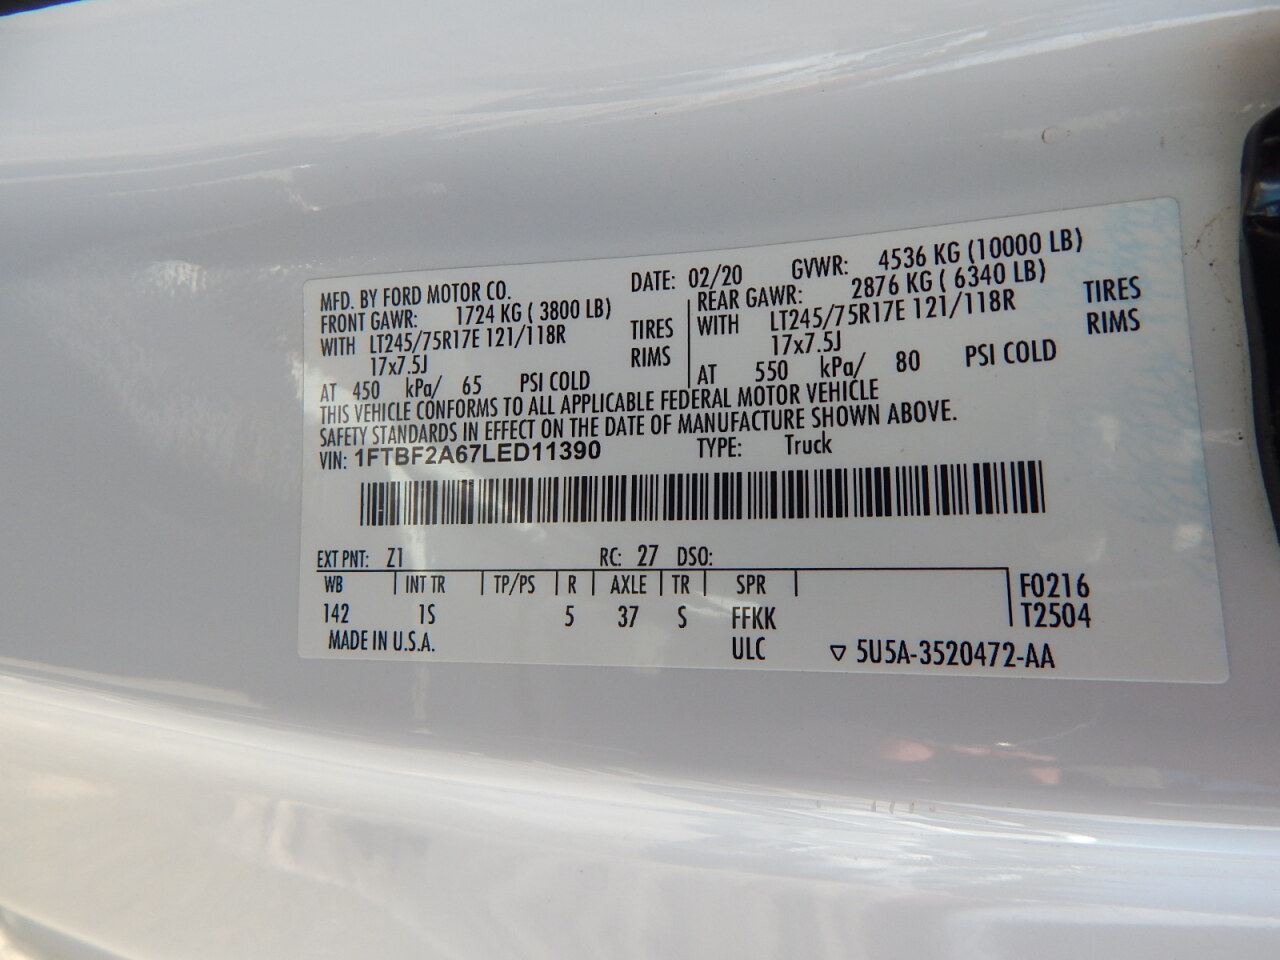 MFD. BY FORD MOTOR CO. DATE: 02/20 GVWR: 4536 KG (10000 LB)
FRONT GAWR: 1724 KG ( 3800 LB) REAR GAWR: 2876 KG ( 6340 LB)
WITH LT245/75R17E 121/118R TIRES WITH LT245/75R17E 121/118R TIRES
17x7.5J RIMS 17x7.5J RIMS
AT 450 kPa/ 65 PSI COLD AT 550 kPa/ 80 PSI COLD
THIS VEHICLE CONFORMS TO ALL APPLICABLE FEDERAL MOTOR VEHICLE
SAFETY STANDARDS IN EFFECT ON THE DATE OF MANUFACTURE SHOWN ABOVE.
VIN: 1FTBF2A67LED11390 TYPE: Truck
EXT PNT: Z1 RC: 27 DSO:
WB INT TR TP/PS R AXLE TR SPR F0216
142 1S 5 37 S FFKK T2504
MADE IN U.S.A. ULC ▽ 5U5A-3520472-AA